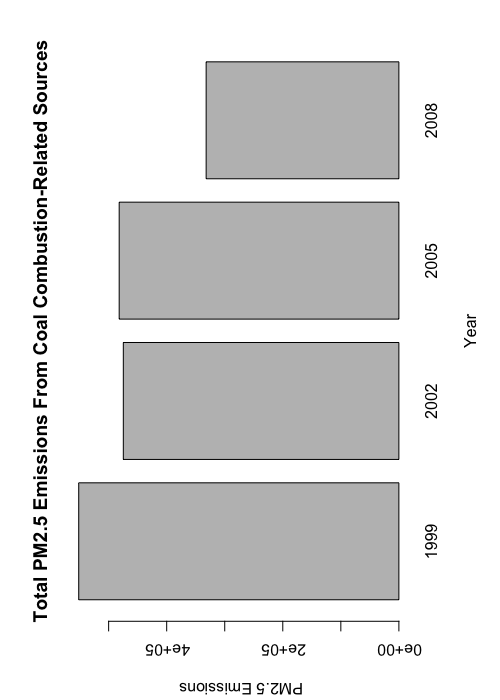 Total PM2.5 Emissions From Coal Combustion-Related Sources
PM2.5 Emissions
4e+05
2e+05
0e+00
1999
2002
2005
2008
Year